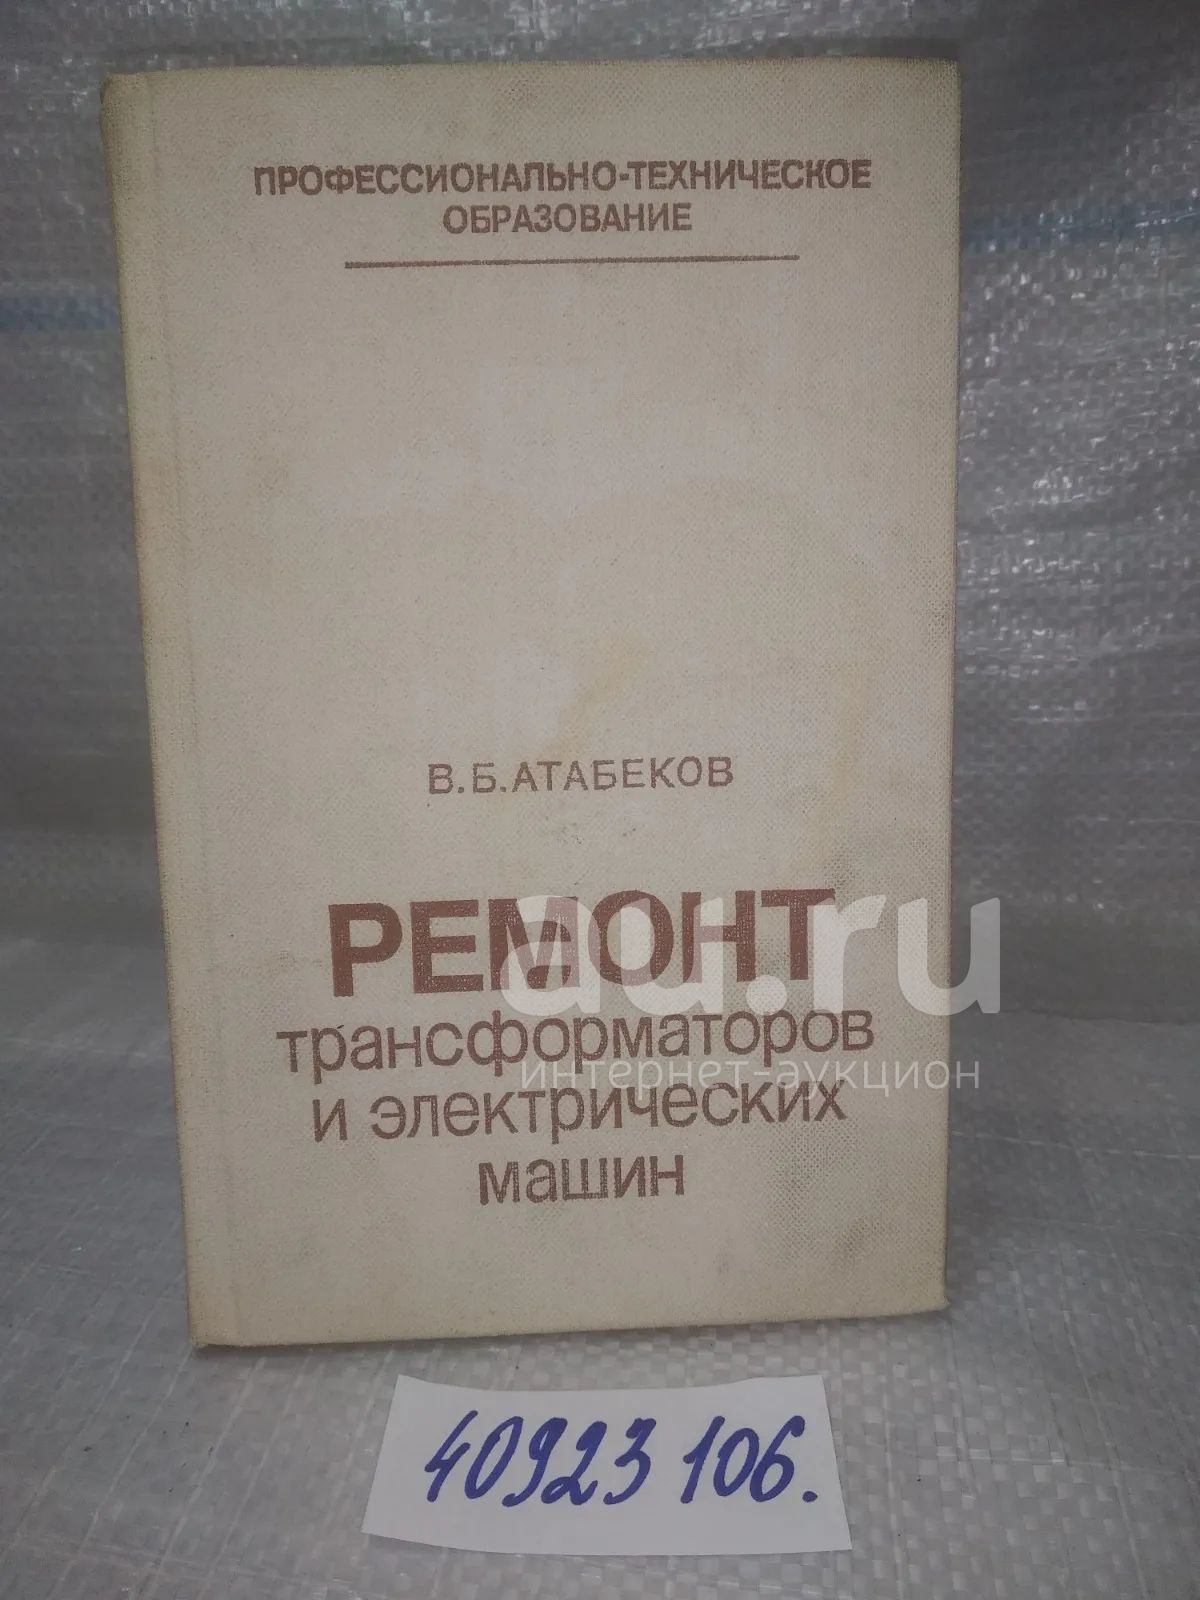 ПРОФЕССИОНАЛЬНО-ТЕХНИЧЕСКОЕ
ОБРАЗОВАНИЕ
В.Б.АТАБЕКОВ
РЕМОНТ
au.ru
трансформаторов
интернет-аукцион
и электрических
машин
40923 106.